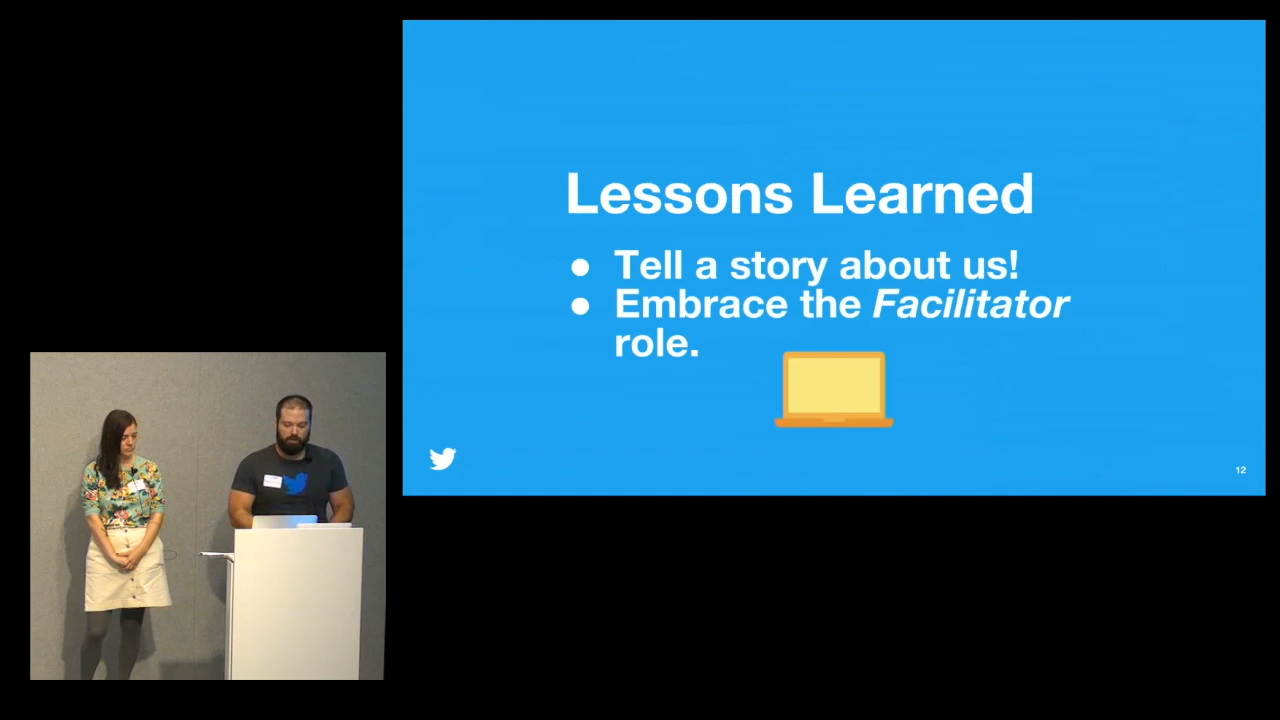 Lessons Learned
● Tell a story about us!
● Embrace the Facilitator
role.
12